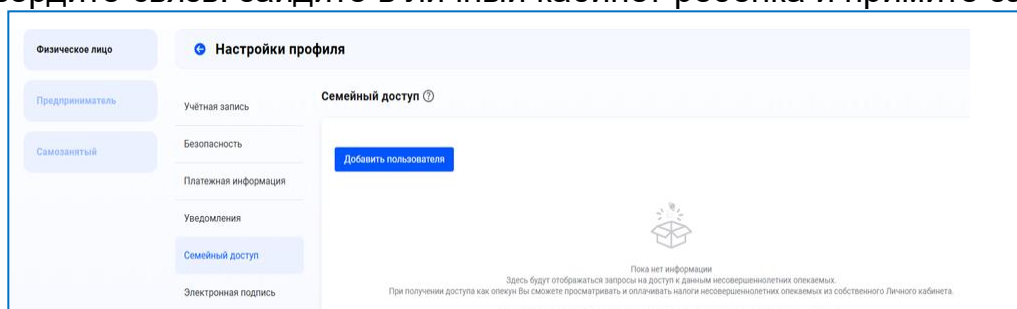 Физическое лицо
Настройки профиля
Предприниматель
Самозанятый
Учётная запись
Безопасность
Платежная информация
Уведомления
Семейный доступ
Электронная подпись
Семейный доступ ?
Добавить пользователя
Пока нет информации
Здесь будут отображаться запросы на доступ к данным несовершеннолетних опекаемых.
При получении доступа как опекун Вы сможете просматривать и оплачивать налоги несовершеннолетних опекаемых из собственного Личного кабинета.